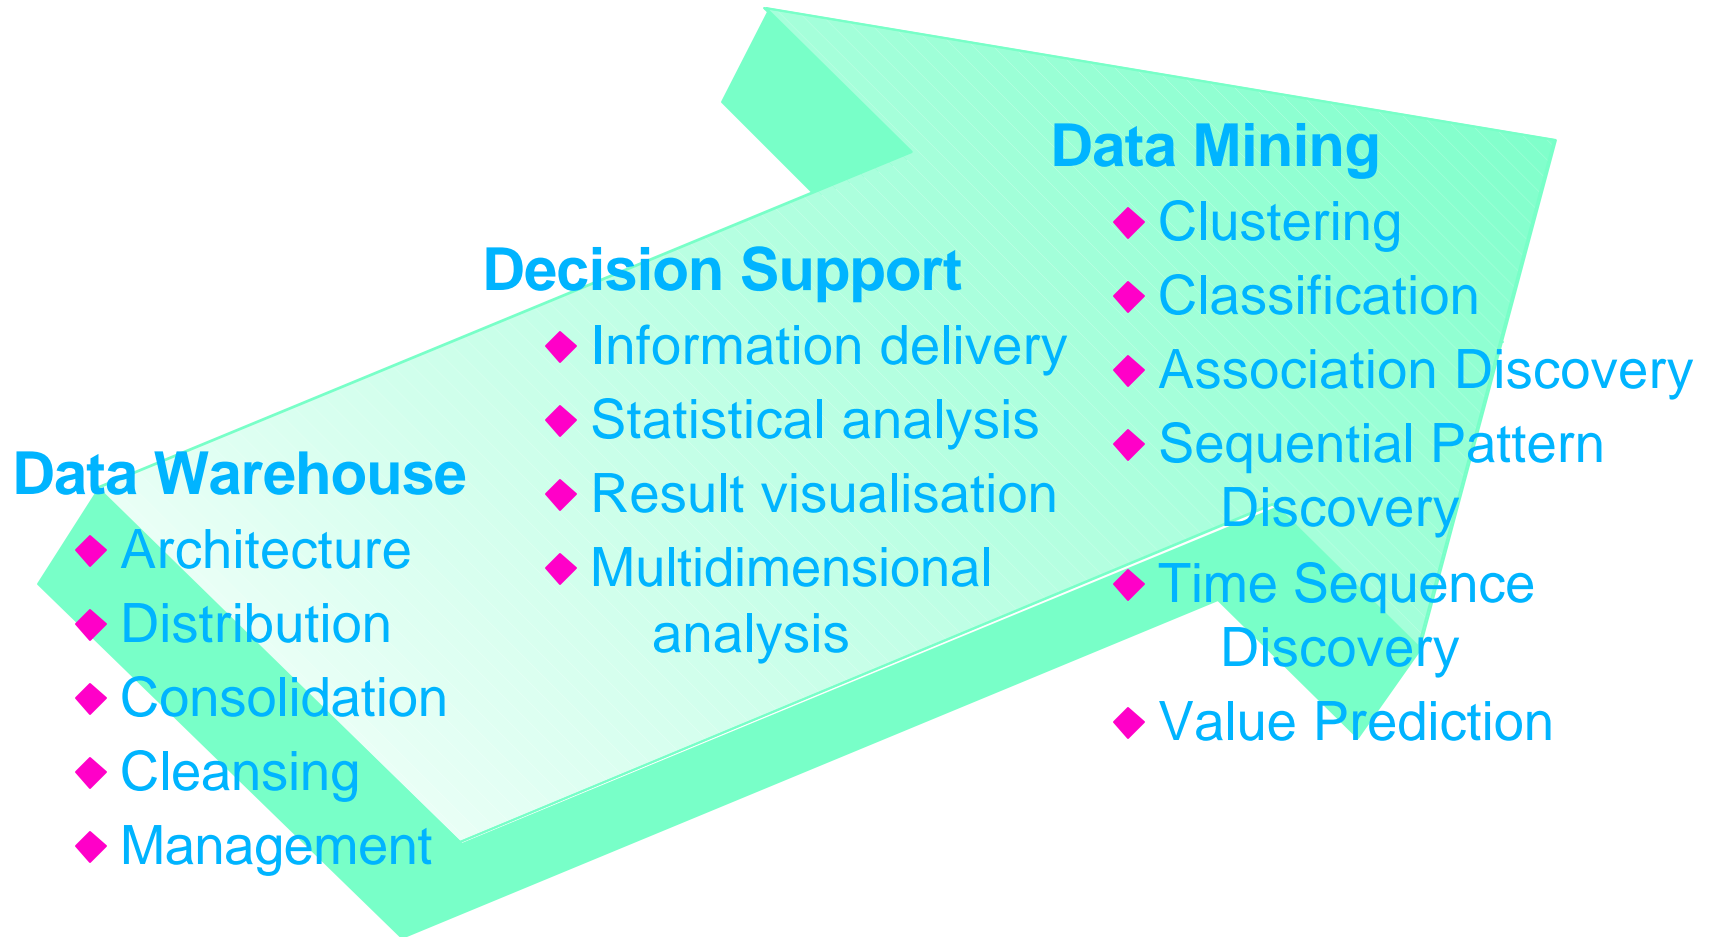 Data Mining
◆ Clustering
◆ Classification
◆ Association Discovery
◆ Sequential Pattern
Discovery
◆ Time Sequence
Discovery
◆ Value Prediction
Decision Support
◆ Information delivery
◆ Statistical analysis
◆ Result visualisation
◆ Multidimensional
analysis
Data Warehouse
◆ Architecture
◆ Distribution
◆ Consolidation
◆ Cleansing
◆ Management